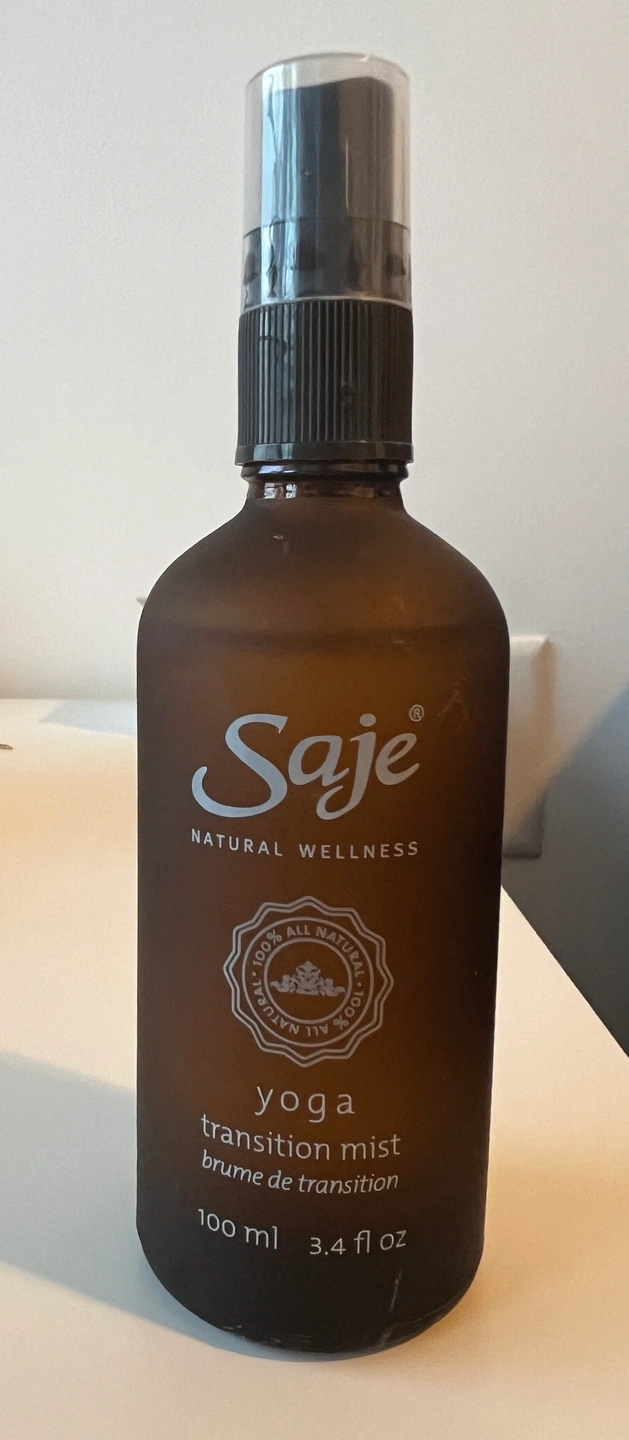 Saje®
NATURAL WELLNESS
100% ALL NATURAL • 100% ALL NATURAL •
yoga
transition mist
brume de transition
100 ml 3.4 fl oz